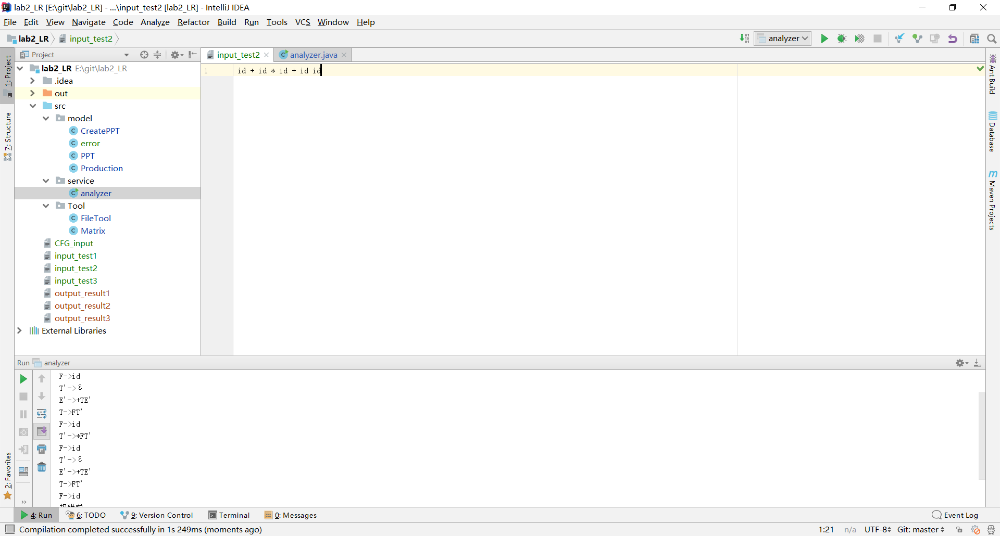 lab2_LR [E:\git\lab2_LR] - ...\input_test2 [lab2_LR] - IntelliJ IDEA
File Edit View Navigate Code Analyze Refactor Build Run Tools VCS Window Help
lab2_LR input_test2 analyzer
Project
input_test2 analyzer.java
1: Project
7: Structure
2: Favorites
lab2_LR E:\git\lab2_LR
.idea
out
src
model
CreatePPT
error
PPT
Production
service
analyzer
Tool
FileTool
Matrix
CFG_input
input_test1
input_test2
input_test3
output_result1
output_result2
output_result3
External Libraries
1 id + id * id + id id
Ant Build
Database
Maven Projects
Run analyzer
F->id
T'->ε
E'->+TE'
T->FT'
F->id
T'->*FT'
F->id
T'->ε
E'->+TE'
T->FT'
F->id
4: Run 6: TODO 9: Version Control Terminal 0: Messages Event Log
Compilation completed successfully in 1s 249ms (moments ago) 1:21 n/a UTF-8 Git: master